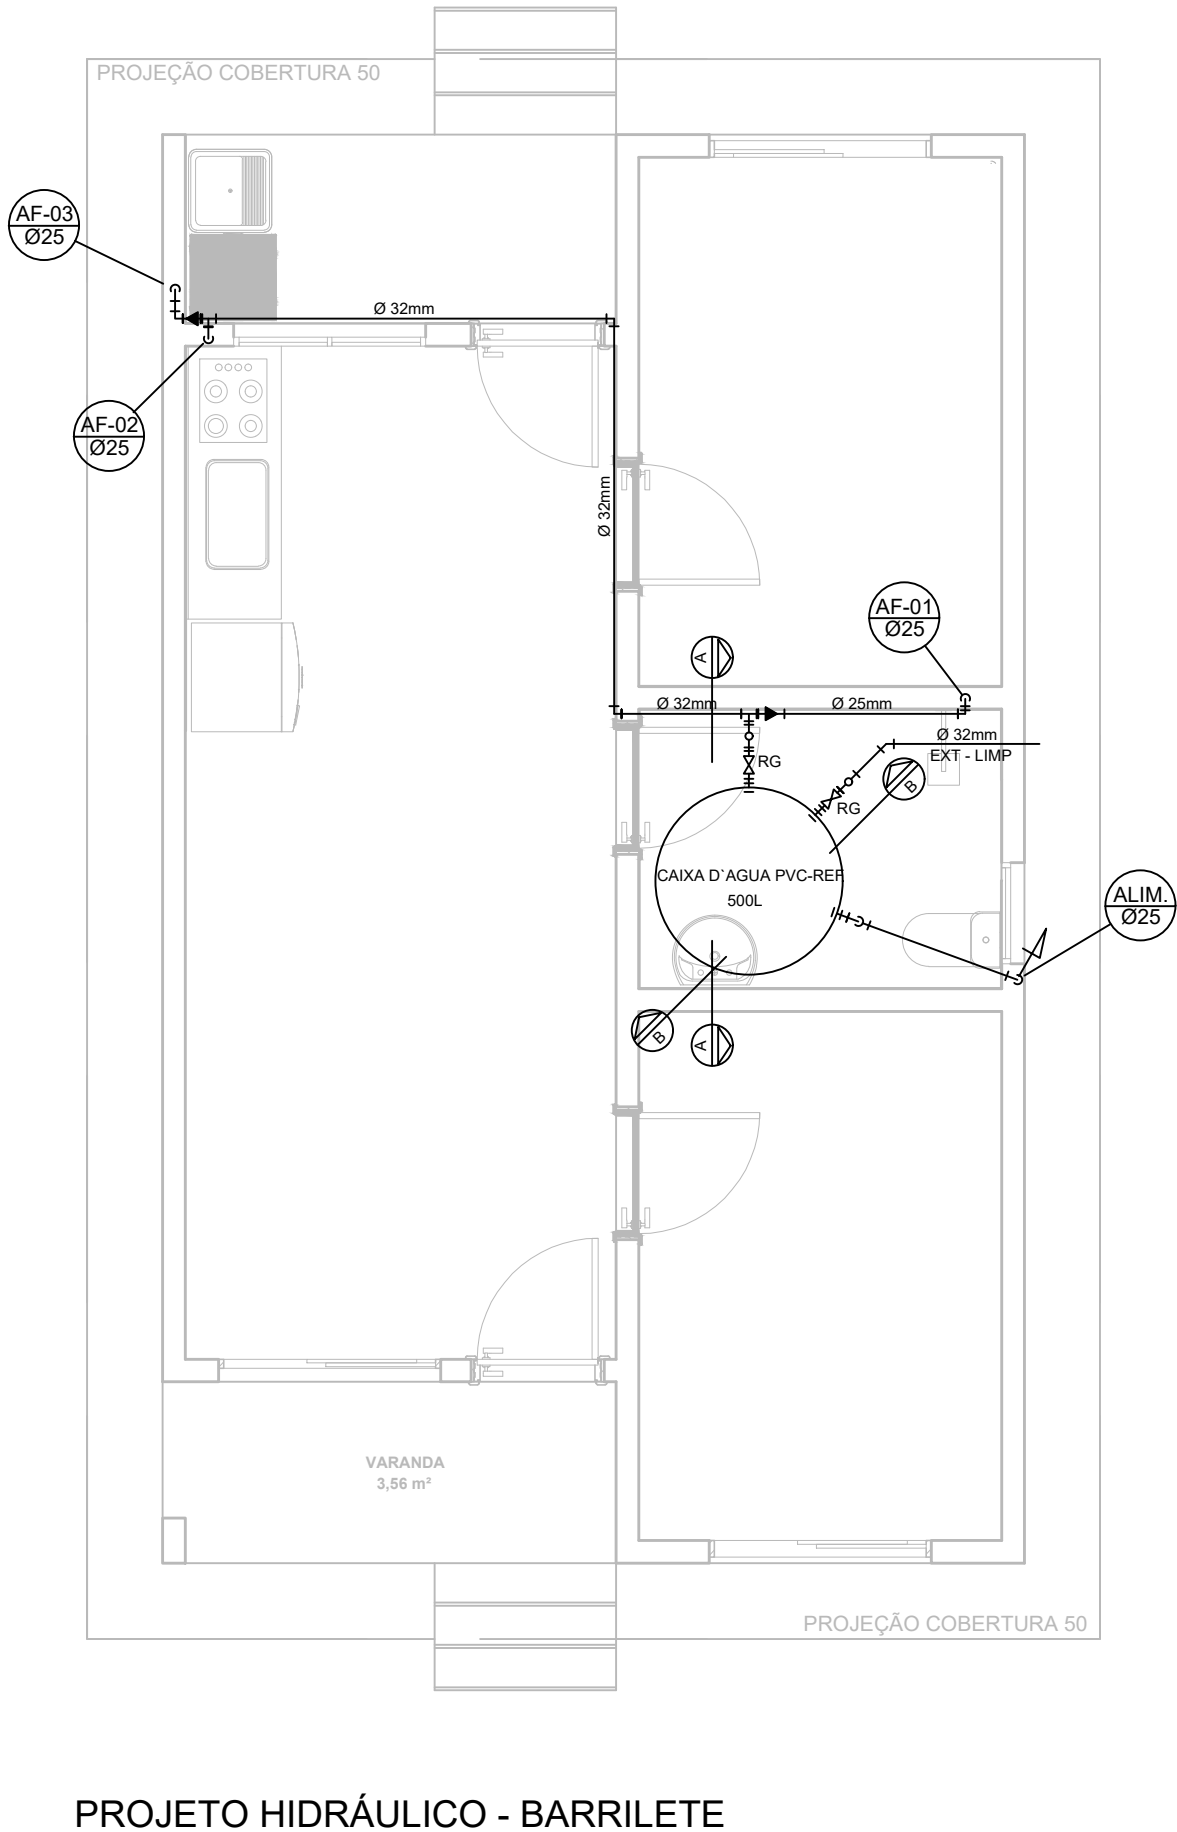 PROJEÇÃO COBERTURA 50
AF-03
Ø25
Ø 32mm
AF-02
Ø25
Ø 32mm
AF-01
Ø25
A
Ø 32mm
Ø 25mm
Ø 32mm
EXT - LIMP
RG
B
RG
CAIXA D`AGUA PVC-REF
500L
ALIM.
Ø25
B
A
VARANDA
3,56 m²
PROJEÇÃO COBERTURA 50
PROJETO HIDRÁULICO - BARRILETE